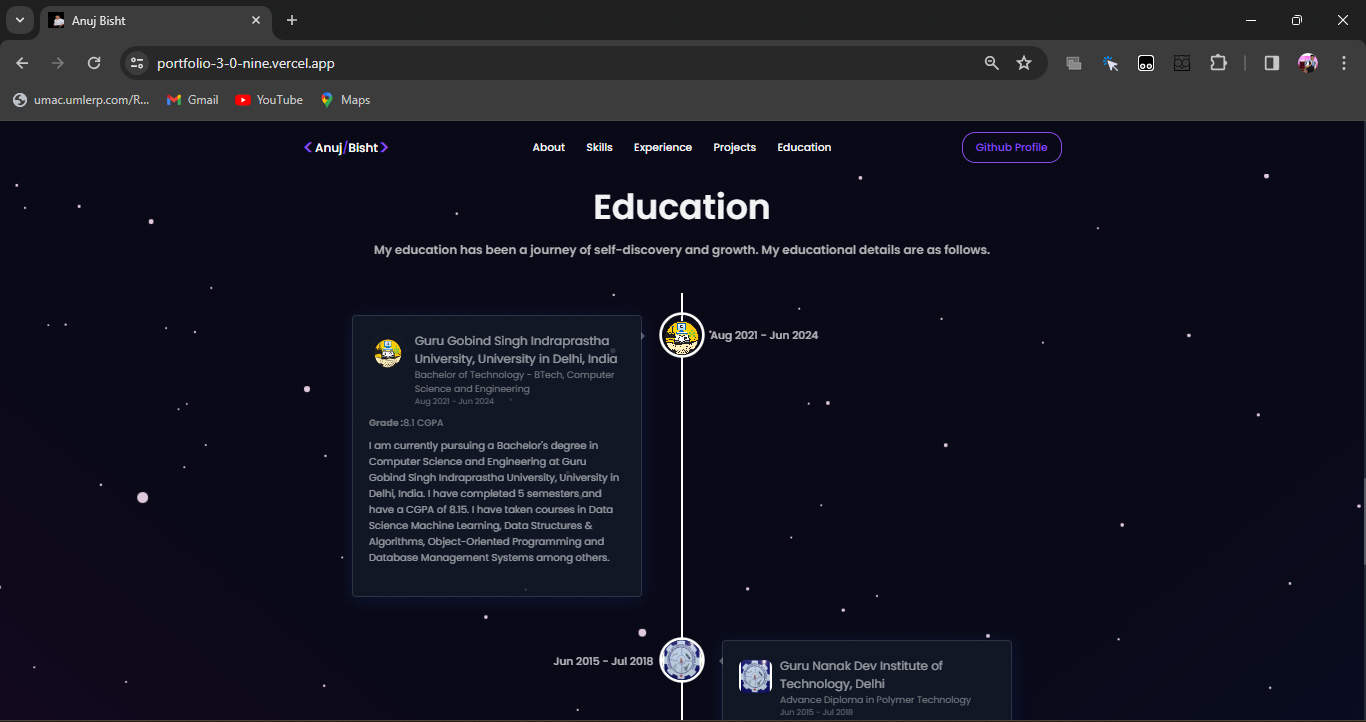 Anuj Bisht
portfolio-3-0-nine.vercel.app
umac.umlerp.com/R...
Gmail
YouTube
Maps
<Anuj/Bisht>
About
Skills
Experience
Projects
Education
Github Profile
Education
My education has been a journey of self-discovery and growth. My educational details are as follows.
Guru Gobind Singh Indraprastha
University, University in Delhi, India
Bachelor of Technology - BTech, Computer
Science and Engineering
Aug 2021 - Jun 2024
Grade :8.1 CGPA
I am currently pursuing a Bachelor's degree in
Computer Science and Engineering at Guru
Gobind Singh Indraprastha University, University in
Delhi, India. I have completed 5 semesters and
have a CGPA of 8.15. I have taken courses in Data
Science Machine Learning, Data Structures &
Algorithms, Object-Oriented Programming and
Database Management Systems among others.
Aug 2021 - Jun 2024
Jun 2015 - Jul 2018
Guru Nanak Dev Institute of
Technology, Delhi
Advance Diploma in Polymer Technology
Jun 2015 - Jul 2018